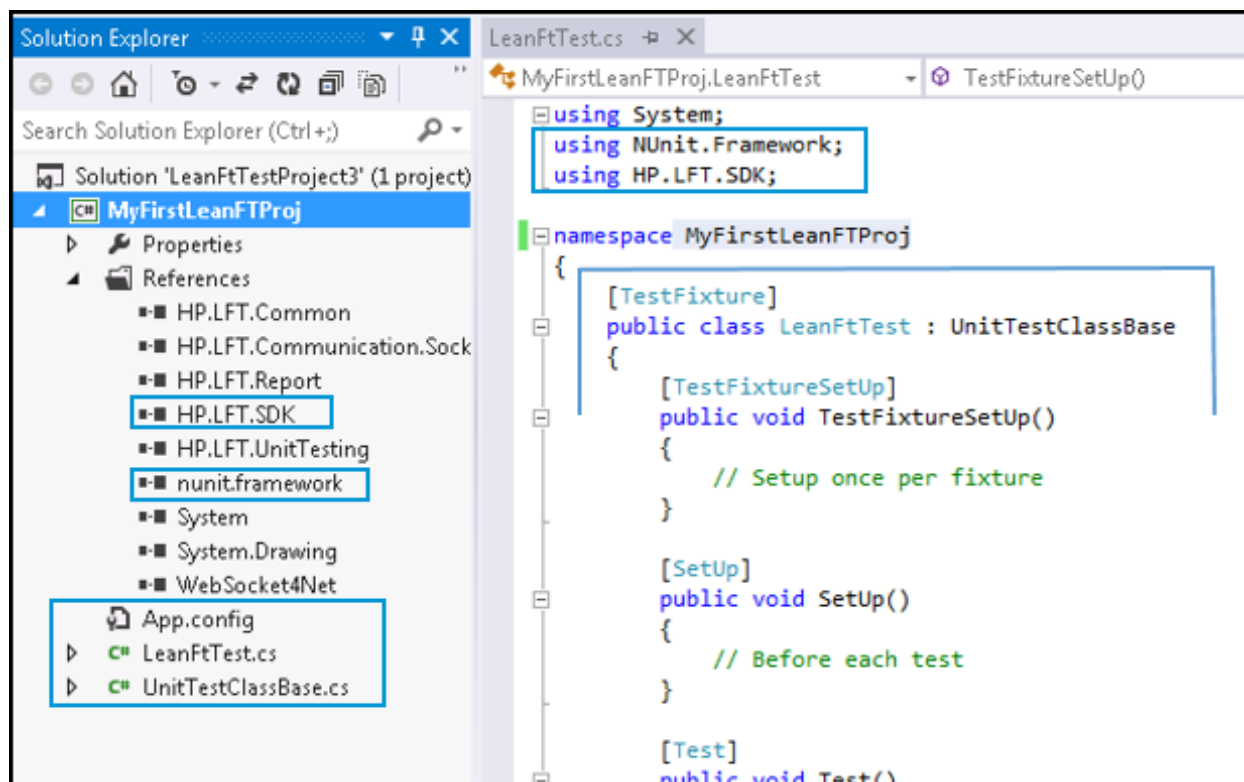 Solution Explorer
Search Solution Explorer (Ctrl+;)
Solution 'LeanFtTestProject3' (1 project)
C# MyFirstLeanFTProj
Properties
References
HP.LFT.Common
HP.LFT.Communication.Sock
HP.LFT.Report
HP.LFT.SDK
HP.LFT.UnitTesting
nunit.framework
System
System.Drawing
WebSocket4Net
App.config
C# LeanFtTest.cs
C# UnitTestClassBase.cs
LeanFtTest.cs
MyFirstLeanFTProj.LeanFtTest
TestFixtureSetUp()
using System;
using NUnit.Framework;
using HP.LFT.SDK;
namespace MyFirstLeanFTProj
{
[TestFixture]
public class LeanFtTest : UnitTestClassBase
{
[TestFixtureSetUp]
public void TestFixtureSetUp()
{
// Setup once per fixture
}
[SetUp]
public void SetUp()
{
// Before each test
}
[Test]
public void Test()